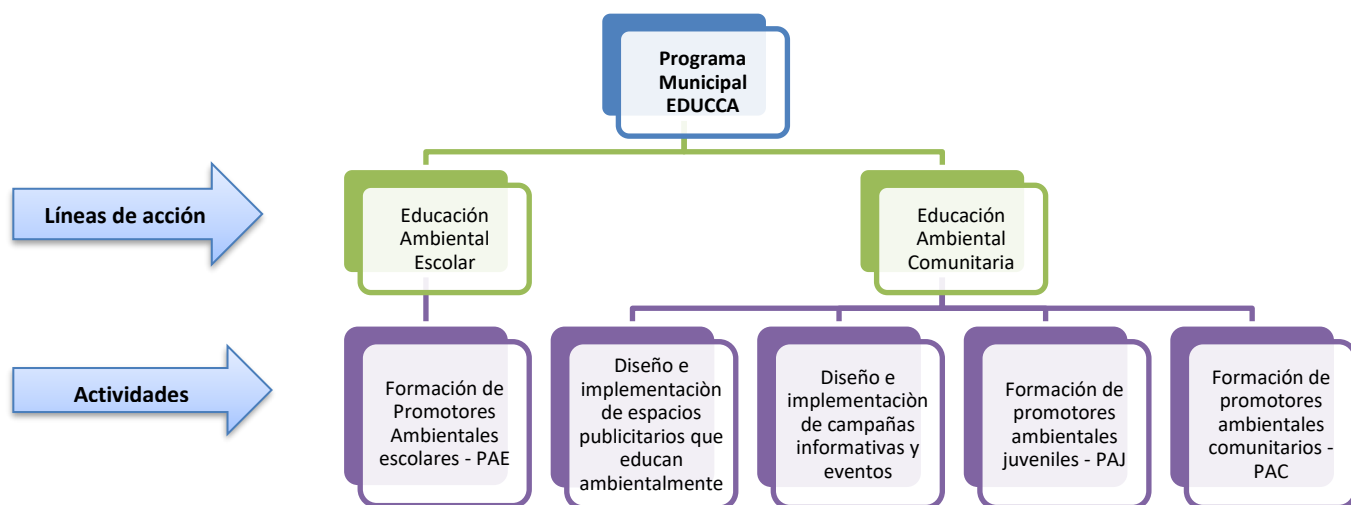 Programa
Municipal
EDUCCA
Líneas de acción
Educación
Ambiental
Escolar
Educación
Ambiental
Comunitaria
Actividades
Formación de
Promotores
Ambientales
escolares - PAE
Diseño e
implementaciòn
de espacios
publicitarios que
educan
ambientalmente
Diseño e
implementaciòn
de campañas
informativas y
eventos
Formación de
promotores
ambientales
juveniles - PAJ
Formación de
promotores
ambientales
comunitarios -
PAC